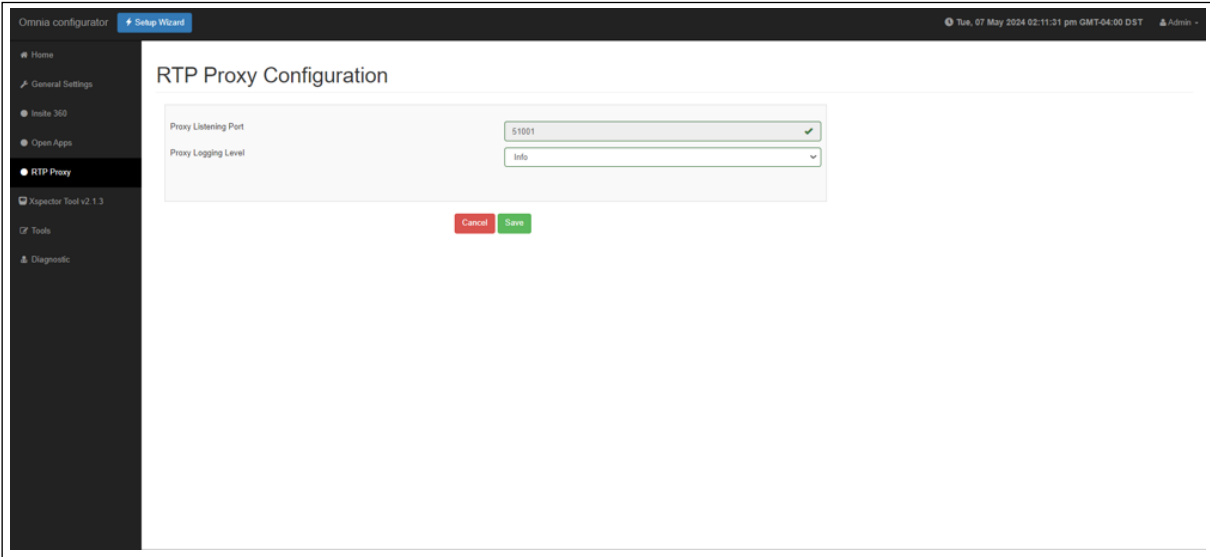 Omnia configurator Setup Wizard Tue, 07 May 2024 02:11:31 pm GMT-04:00 DST Admin
Home
General Settings
Insite 360
Open Apps
RTP Proxy
Xspector Tool v2.1.3
Tools
Diagnostic
RTP Proxy Configuration
Proxy Listening Port 51001
Proxy Logging Level Info
Cancel Save